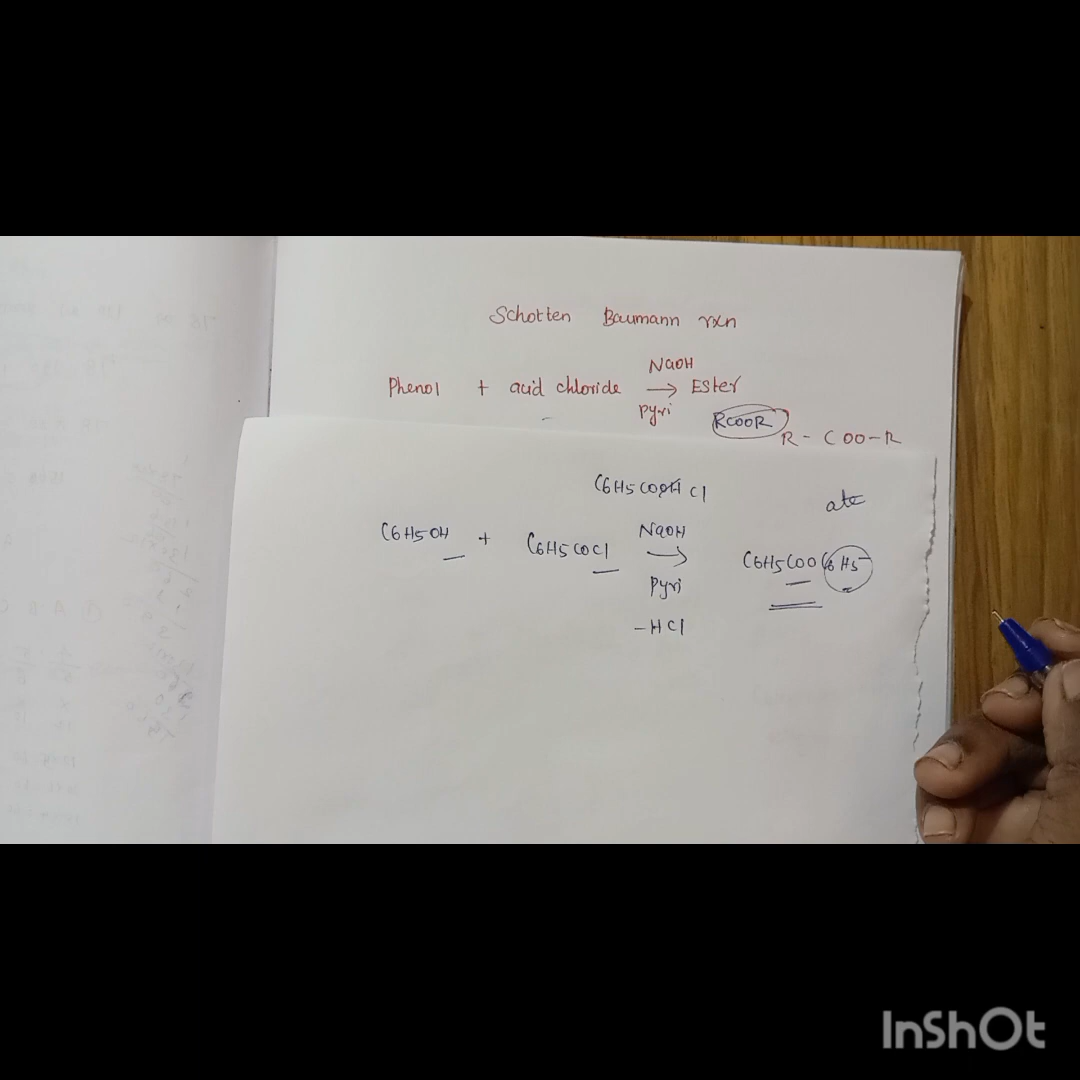 Schotten Baumann rxn
NaOH
Phenol + acid chloride → Ester
Pyri
RCOOR
R - COO-R
C6H5COOH Cl
ate
C6H5OH + C6H5COCl NaOH → C6H5COOC6H5
Pyri
-HCl
InShOt